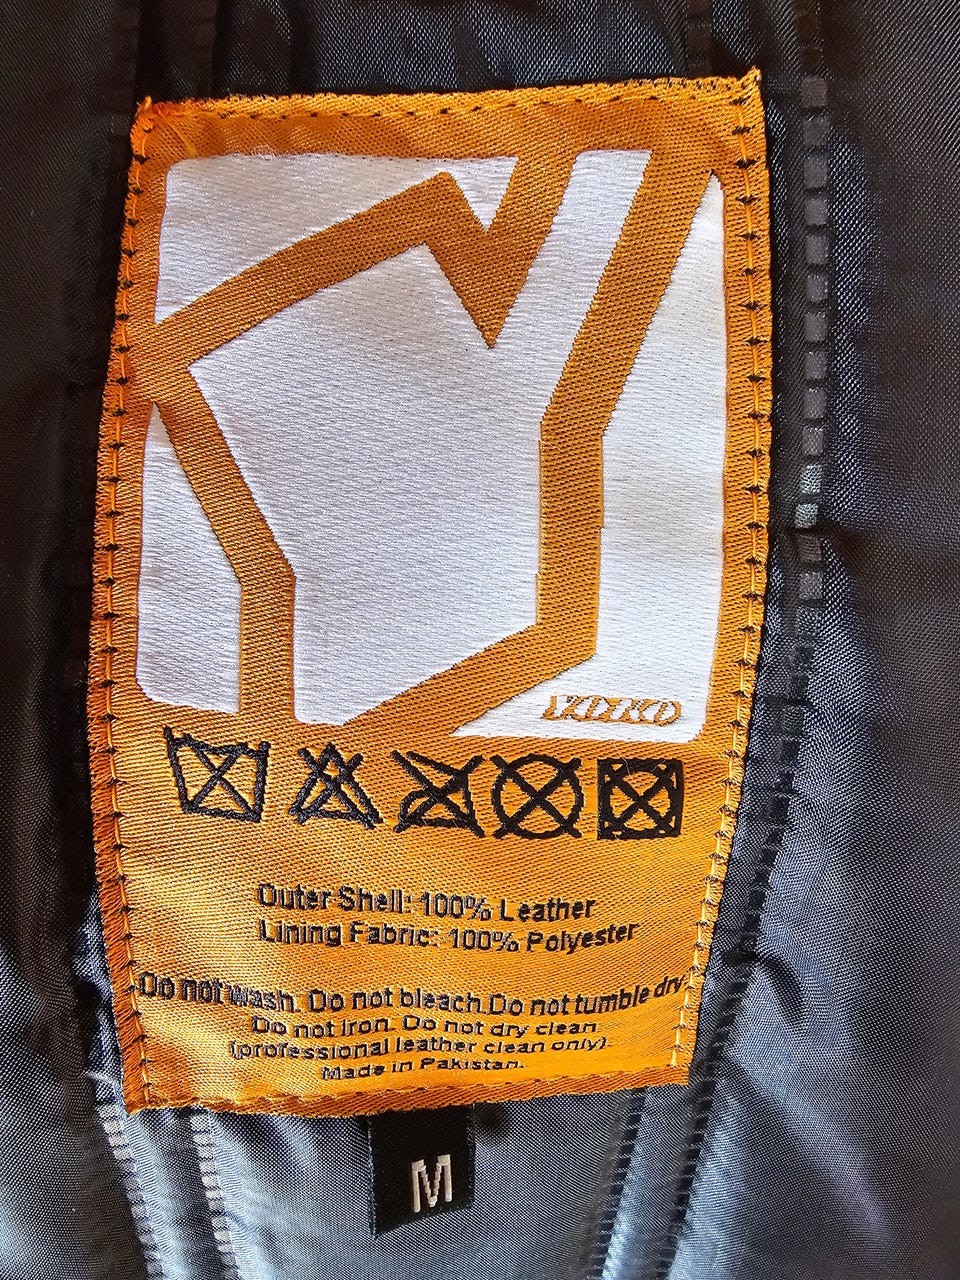 Outer Shell: 100% Leather
Lining Fabric: 100% Polyester
Do not wash. Do not bleach.Do not tumble dry.
Do not iron. Do not dry clean
(professional leather clean only).
Made in Pakistan.
M